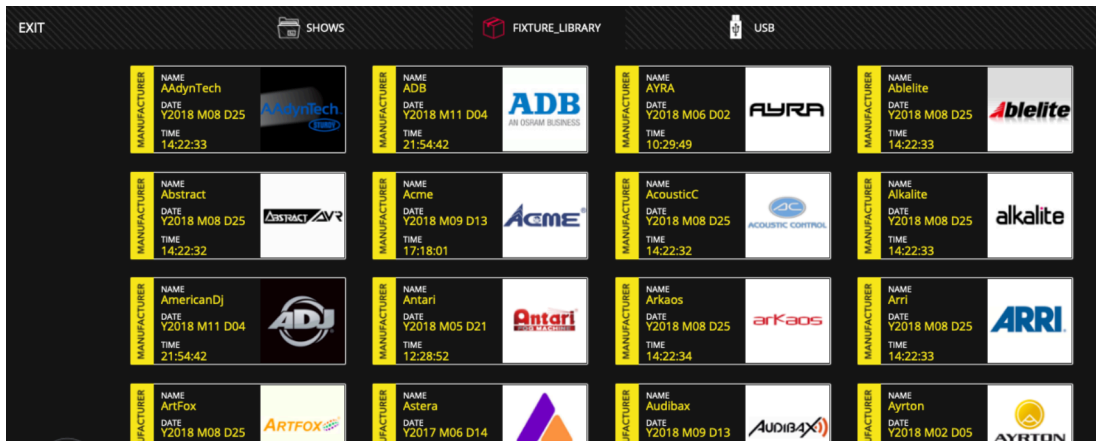 EXIT
SHOWS
FIXTURE_LIBRARY
USB
MANUFACTURER
NAME
AAdynTech
DATE
Y2018 M08 D25
TIME
14:22:33
AAdynTech
MANUFACTURER
NAME
ADB
DATE
Y2018 M11 D04
TIME
21:54:42
ADB
AN OSRAM BUSINESS
MANUFACTURER
NAME
AYRA
DATE
Y2018 M06 D02
TIME
10:29:49
AYRA
MANUFACTURER
NAME
Ablelite
DATE
Y2018 M08 D25
TIME
14:22:33
Ablelite
MANUFACTURER
NAME
Abstract
DATE
Y2018 M08 D25
TIME
14:22:32
ABSTRACT AVR
MANUFACTURER
NAME
Acme
DATE
Y2018 M09 D13
TIME
17:18:01
ACME
MANUFACTURER
NAME
AcousticC
DATE
Y2018 M08 D25
TIME
14:22:32
AC
ACOUSTIC CONTROL
MANUFACTURER
NAME
Alkalite
DATE
Y2018 M08 D25
TIME
14:22:33
alkalite
MANUFACTURER
NAME
AmericanDj
DATE
Y2018 M11 D04
TIME
21:54:42
ADJ
MANUFACTURER
NAME
Antari
DATE
Y2018 M05 D21
TIME
12:28:52
Antari
FOG MACHINE
MANUFACTURER
NAME
Arkaos
DATE
Y2018 M08 D25
TIME
14:22:34
arkaos
MANUFACTURER
NAME
Arri
DATE
Y2018 M08 D25
TIME
14:22:33
ARRI
NAME
ArtFox
DATE
Y2018 M08 D25
ARTFOX
NAME
Astera
DATE
Y2017 M06 D14
NAME
Audibax
DATE
Y2018 M09 D13
AUDIBAX
NAME
Ayrton
DATE
Y2018 M02 D05
AYRTON